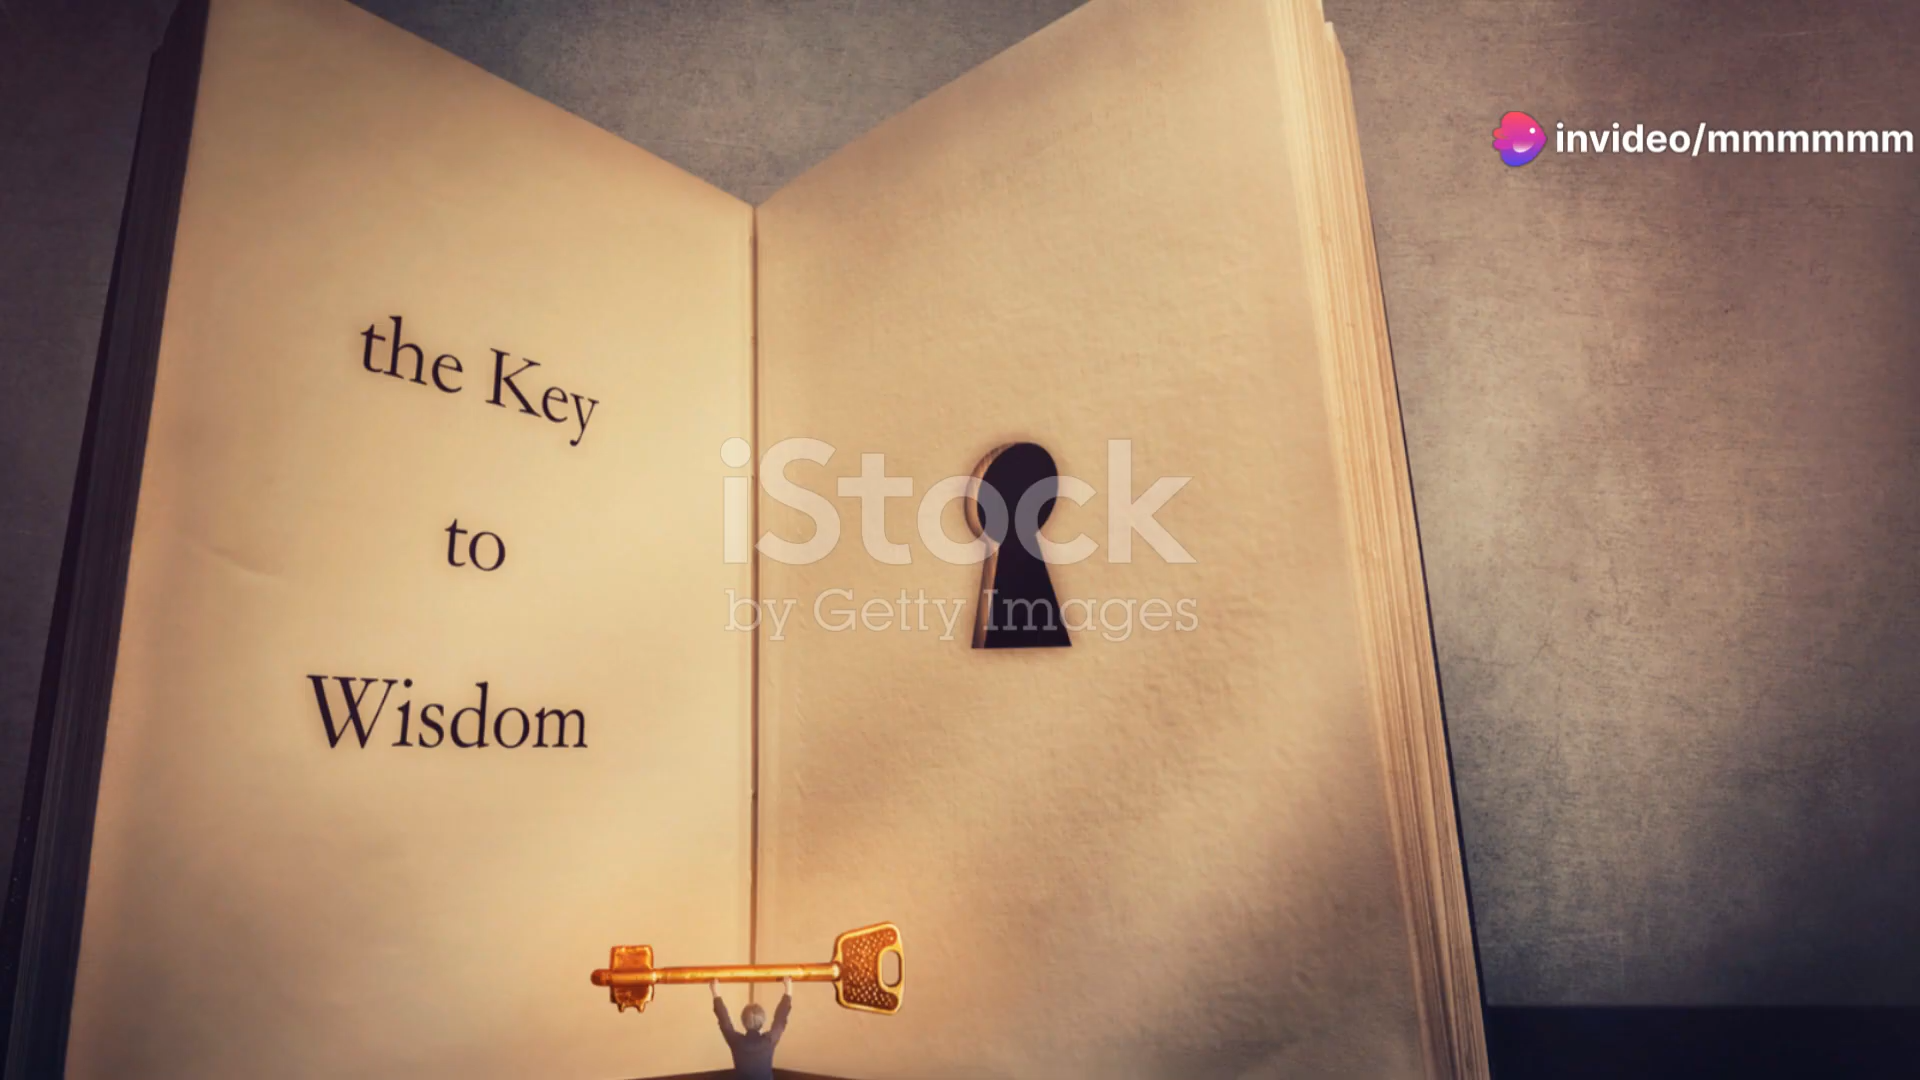 invideo/mmmmmm
the Key
to
Wisdom
iStock
by Getty Images